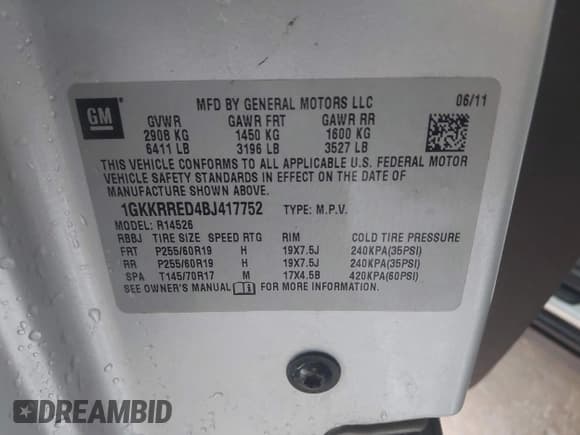 GM
MFD BY GENERAL MOTORS LLC 06/11
GVWR GAWR FRT GAWR RR
2908 KG 1450 KG 1600 KG
6411 LB 3196 LB 3527 LB
THIS VEHICLE CONFORMS TO ALL APPLICABLE U.S. FEDERAL MOTOR
VEHICLE SAFETY STANDARDS IN EFFECT ON THE DATE OF
MANUFACTURE SHOWN ABOVE.
1GKKRRED4BJ417752 TYPE: M.P.V.
MODEL: R14526
RBBJ TIRE SIZE SPEED RTG RIM COLD TIRE PRESSURE
FRT P255/60R19 H 19X7.5J 240KPA(35PSI)
RR P255/60R19 H 19X7.5J 240KPA(35PSI)
SPA T145/70R17 M 17X4.5B 420KPA(60PSI)
SEE OWNER'S MANUAL FOR MORE INFORMATION.
DREAMBID